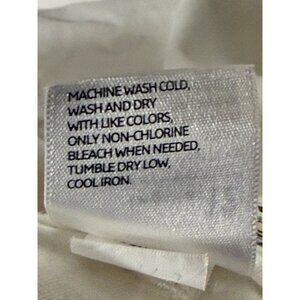 MACHINE WASH COLD,
WASH AND DRY
WITH LIKE COLORS,
ONLY NON-CHLORINE
BLEACH WHEN NEEDED,
TUMBLE DRY LOW,
COOL IRON.